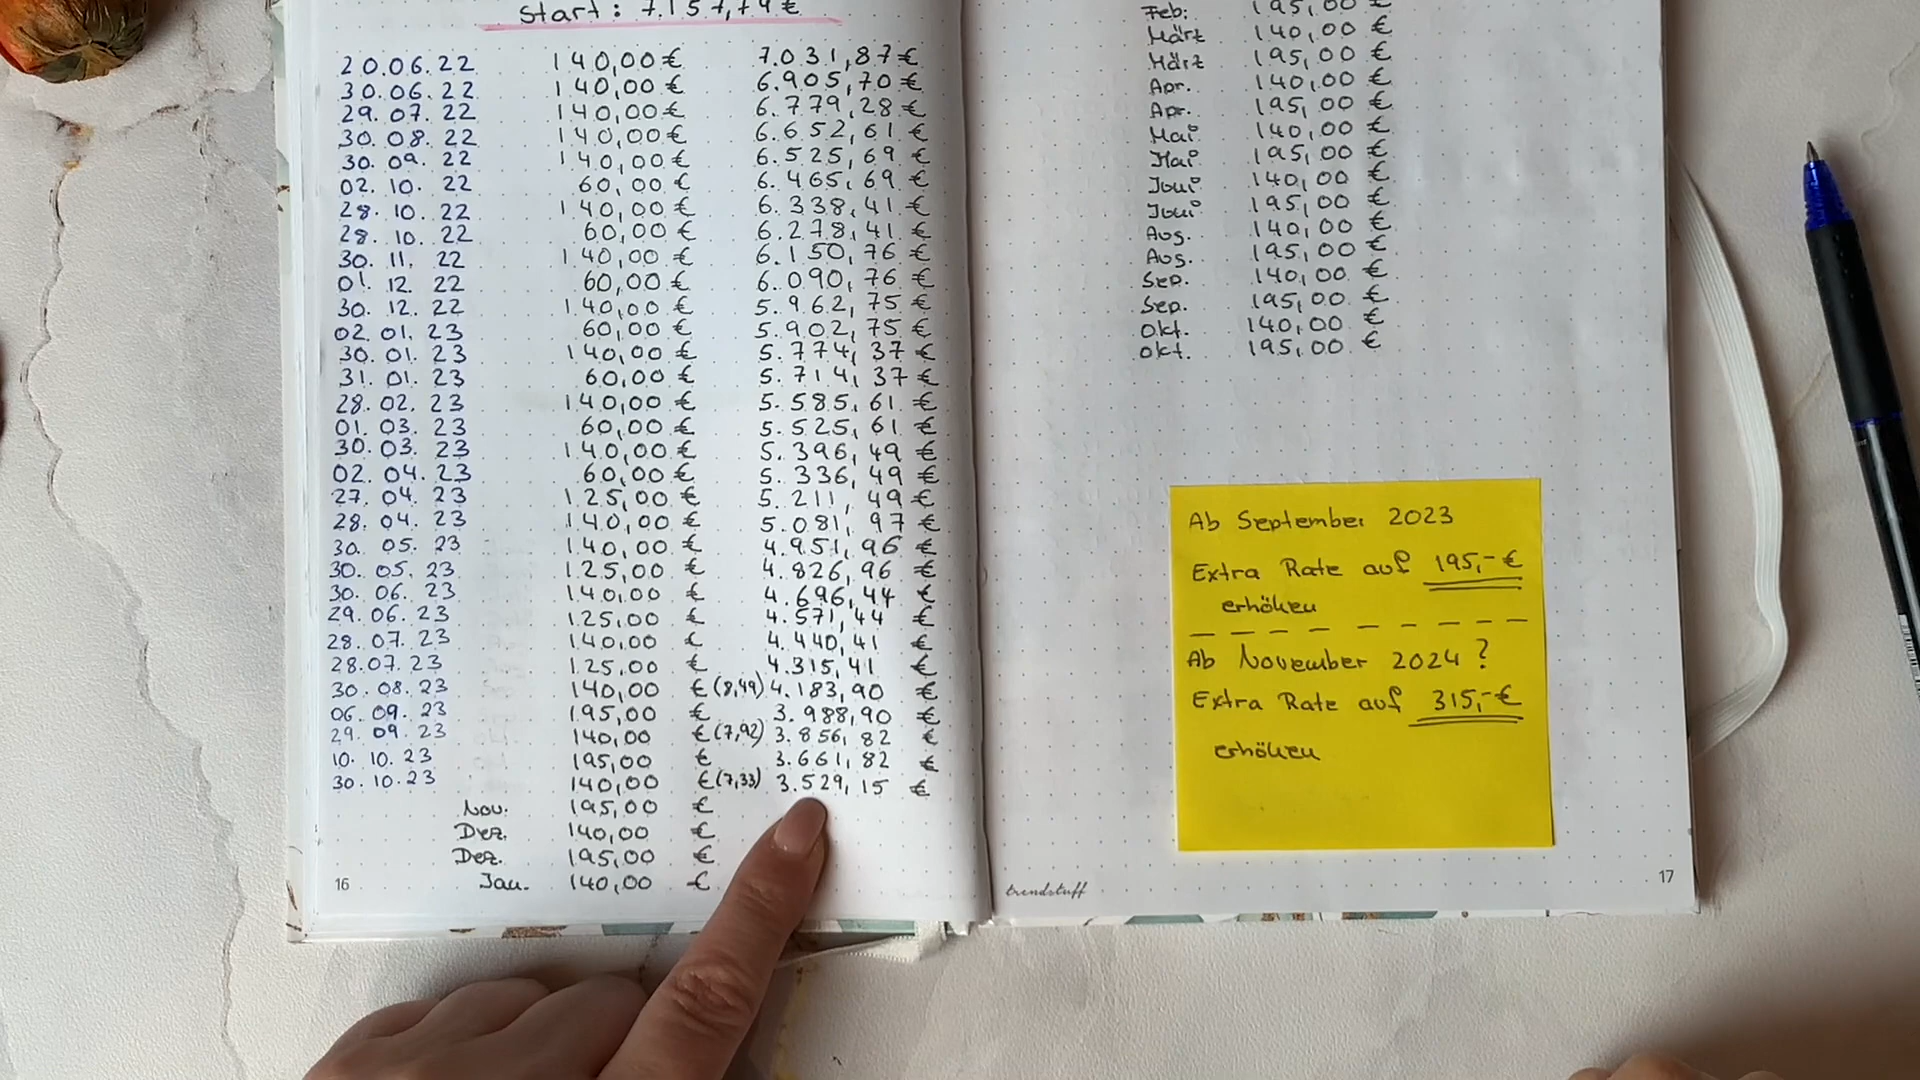 Start: 7.157,74 €
20.06.22 140,00 € 7.031,87 €
30.06.22 140,00 € 6.905,70 €
29.07.22 140,00 € 6.779,28 €
30.08.22 140,00 € 6.652,61 €
30.09.22 140,00 € 6.525,69 €
02.10.22 60,00 € 6.465,69 €
28.10.22 140,00 € 6.338,41 €
28.10.22 60,00 € 6.278,41 €
30.11.22 140,00 € 6.150,76 €
01.12.22 60,00 € 6.090,76 €
30.12.22 140,00 € 5.962,75 €
02.01.23 60,00 € 5.902,75 €
30.01.23 140,00 € 5.774,37 €
31.01.23 60,00 € 5.714,37 €
28.02.23 140,00 € 5.585,61 €
01.03.23 60,00 € 5.525,61 €
30.03.23 140,00 € 5.396,49 €
02.04.23 60,00 € 5.336,49 €
27.04.23 125,00 € 5.211,49 €
28.04.23 140,00 € 5.081,97 €
30.05.23 140,00 € 4.951,96 €
30.05.23 125,00 € 4.826,96 €
30.06.23 140,00 € 4.696,44 €
29.06.23 125,00 € 4.571,44 €
28.07.23 140,00 € 4.440,41 €
28.07.23 125,00 € 4.315,41 €
30.08.23 140,00 € (8,49) 4.183,90 €
06.09.23 195,00 € 3.988,90 €
29.09.23 140,00 € (7,92) 3.856,82 €
10.10.23 195,00 € 3.661,82 €
30.10.23 140,00 € (7,33) 3.529,15 €
Nov: 195,00 €
Dez. 140,00 €
Dez. 195,00 €
Jan. 140,00 €
16
Feb: 195,00 €
März 140,00 €
März 195,00 €
Apr. 140,00 €
Apr. 195,00 €
Mai 140,00 €
Mai 195,00 €
Juni 140,00 €
Juni 195,00 €
Aug. 140,00 €
Aug. 195,00 €
Sep. 140,00 €
Sep. 195,00 €
Okt. 140,00 €
Okt. 195,00 €
Ab September 2023
Extra Rate auf 195,- €
erhöhen
Ab November 2024?
Extra Rate auf 315,- €
erhöhen
trendstuff
17